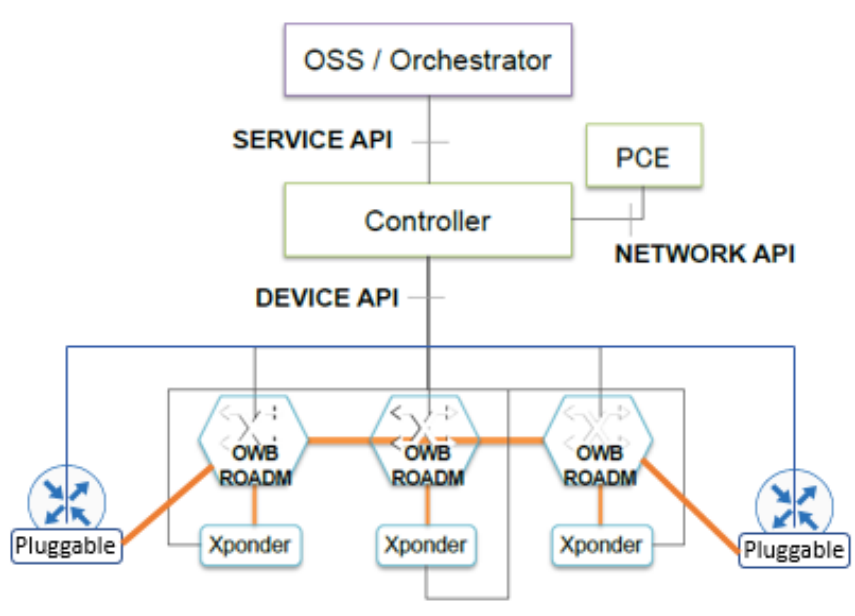 OSS / Orchestrator
SERVICE API
PCE
Controller
NETWORK API
DEVICE API
OWB
ROADM
OWB
ROADM
OWB
ROADM
Pluggable
Xponder
Xponder
Xponder
Pluggable